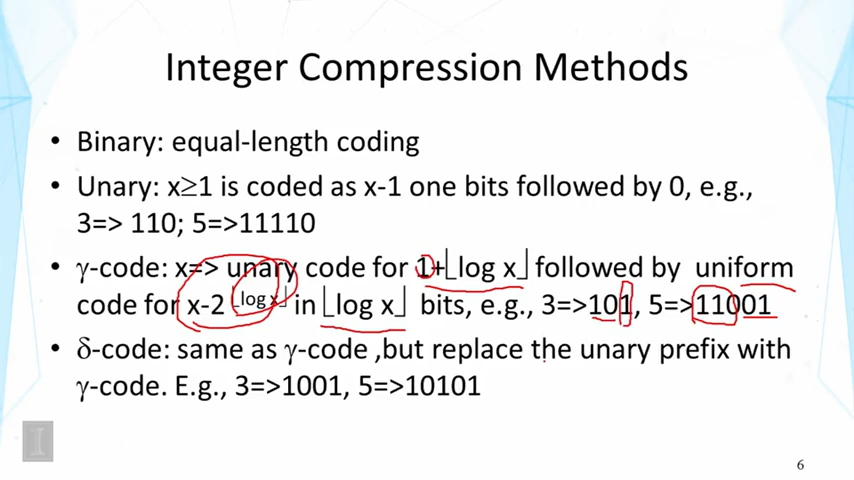 Integer Compression Methods
• Binary: equal-length coding
• Unary: x≥1 is coded as x-1 one bits followed by 0, e.g.,
3=> 110; 5=>11110
• γ-code: x=> unary code for 1+⌊log x⌋ followed by uniform
code for x-2 ⌊log x⌋ in ⌊log x⌋ bits, e.g., 3=>101, 5=>11001
• δ-code: same as γ-code ,but replace the unary prefix with
γ-code. E.g., 3=>1001, 5=>10101
I
6